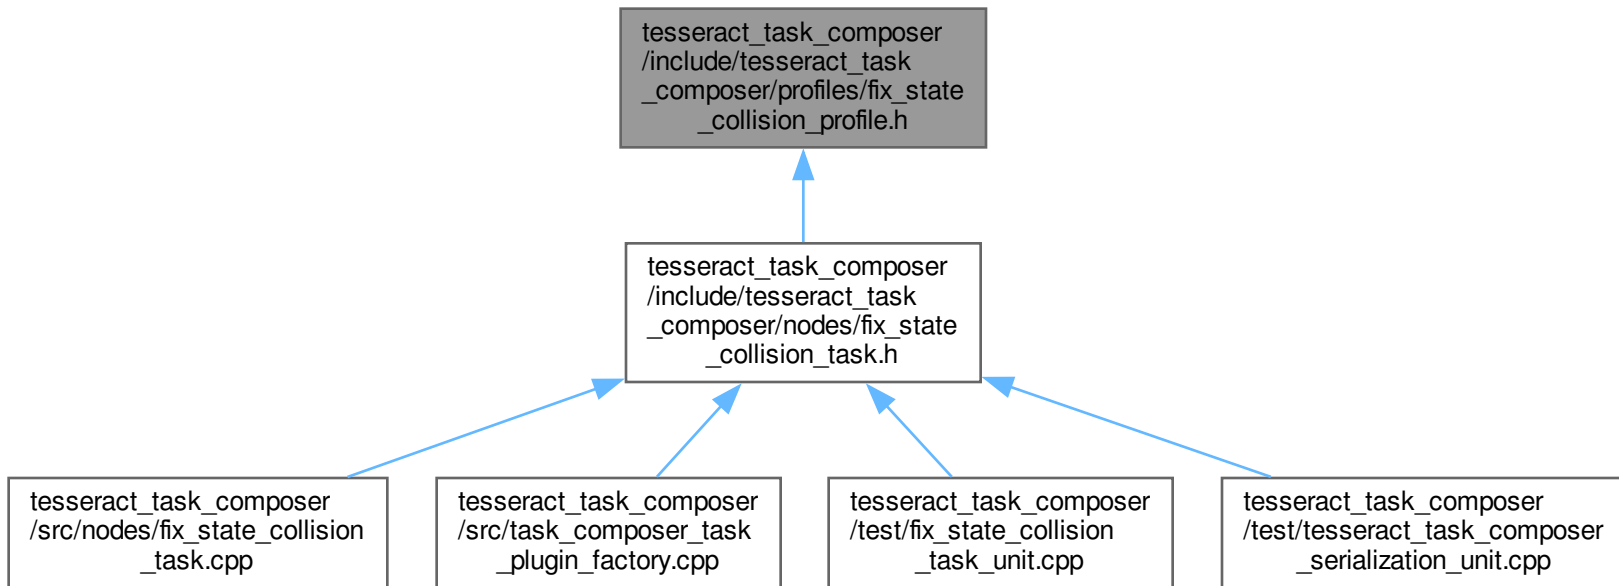 tesseract_task_composer
/include/tesseract_task
_composer/profiles/fix_state
_collision_profile.h
tesseract_task_composer
/include/tesseract_task
_composer/nodes/fix_state
_collision_task.h
tesseract_task_composer
/src/nodes/fix_state_collision
_task.cpp
tesseract_task_composer
/src/task_composer_task
_plugin_factory.cpp
tesseract_task_composer
/test/fix_state_collision
_task_unit.cpp
tesseract_task_composer
/test/tesseract_task_composer
_serialization_unit.cpp